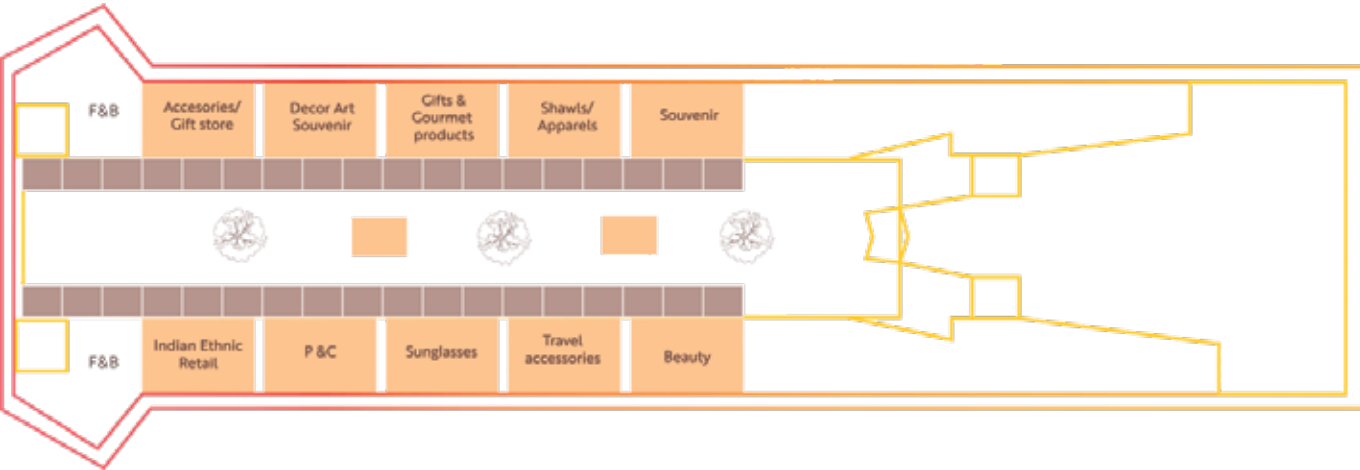 F&B
Accesories/
Gift store
Decor Art
Souvenir
Gifts &
Gourmet
products
Shawls/
Apparels
Souvenir
F&B
Indian Ethnic
Retail
P &C
Sunglasses
Travel
accessories
Beauty